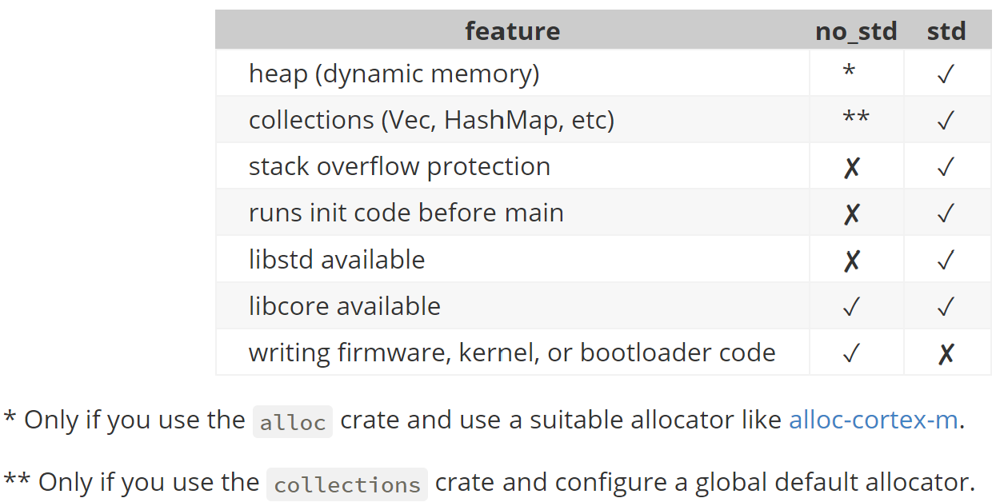 feature no_std std
heap (dynamic memory) * ✓
collections (Vec, HashMap, etc) ** ✓
stack overflow protection ✗ ✓
runs init code before main ✗ ✓
libstd available ✗ ✓
libcore available ✓ ✓
writing firmware, kernel, or bootloader code ✓ ✗
* Only if you use the alloc crate and use a suitable allocator like alloc-cortex-m.
** Only if you use the collections crate and configure a global default allocator.